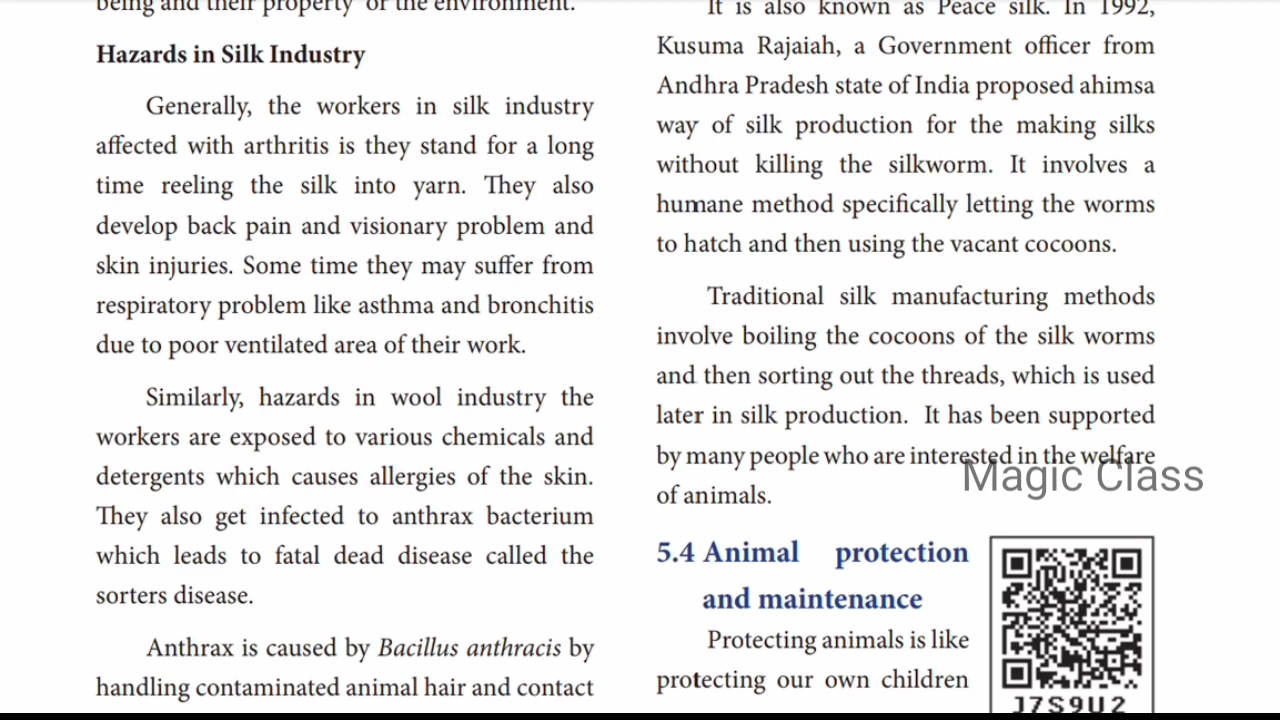 being and their property or the environment.
Hazards in Silk Industry
Generally, the workers in silk industry
affected with arthritis is they stand for a long
time reeling the silk into yarn. They also
develop back pain and visionary problem and
skin injuries. Some time they may suffer from
respiratory problem like asthma and bronchitis
due to poor ventilated area of their work.
Similarly, hazards in wool industry the
workers are exposed to various chemicals and
detergents which causes allergies of the skin.
They also get infected to anthrax bacterium
which leads to fatal dead disease called the
sorters disease.
Anthrax is caused by Bacillus anthracis by
handling contaminated animal hair and contact
It is also known as Peace silk. In 1992,
Kusuma Rajaiah, a Government officer from
Andhra Pradesh state of India proposed ahimsa
way of silk production for the making silks
without killing the silkworm. It involves a
humane method specifically letting the worms
to hatch and then using the vacant cocoons.
Traditional silk manufacturing methods
involve boiling the cocoons of the silk worms
and then sorting out the threads, which is used
later in silk production. It has been supported
by many people who are interested in the welfare
of animals.
Magic Class
5.4 Animal protection
and maintenance
Protecting animals is like
protecting our own children
J7S9U2